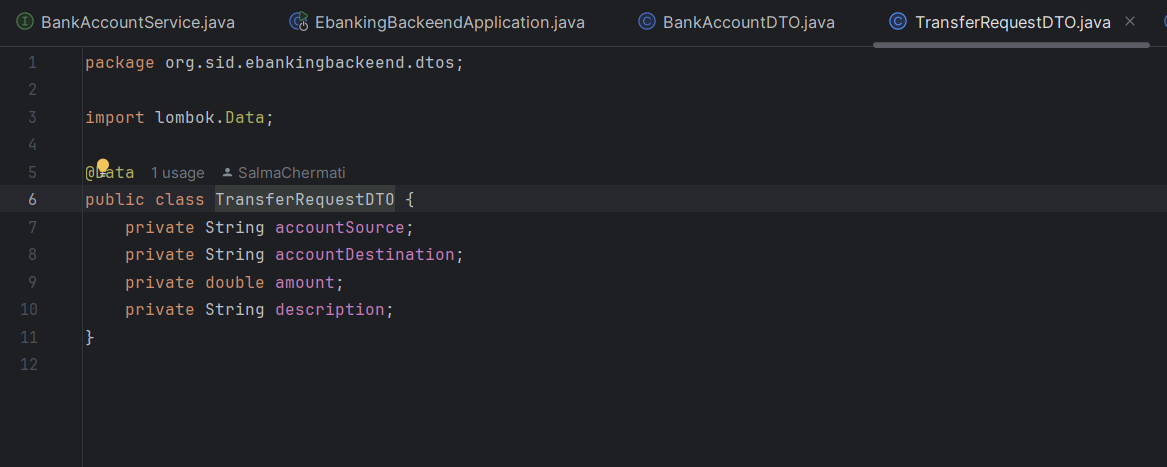 BankAccountService.java EbankingBackeendApplication.java BankAccountDTO.java TransferRequestDTO.java
1 package org.sid.ebankingbackeend.dtos;
2
3 import lombok.Data;
4
5 @Data 1 usage SalmaChermati
6 public class TransferRequestDTO {
7     private String accountSource;
8     private String accountDestination;
9     private double amount;
10     private String description;
11 }
12